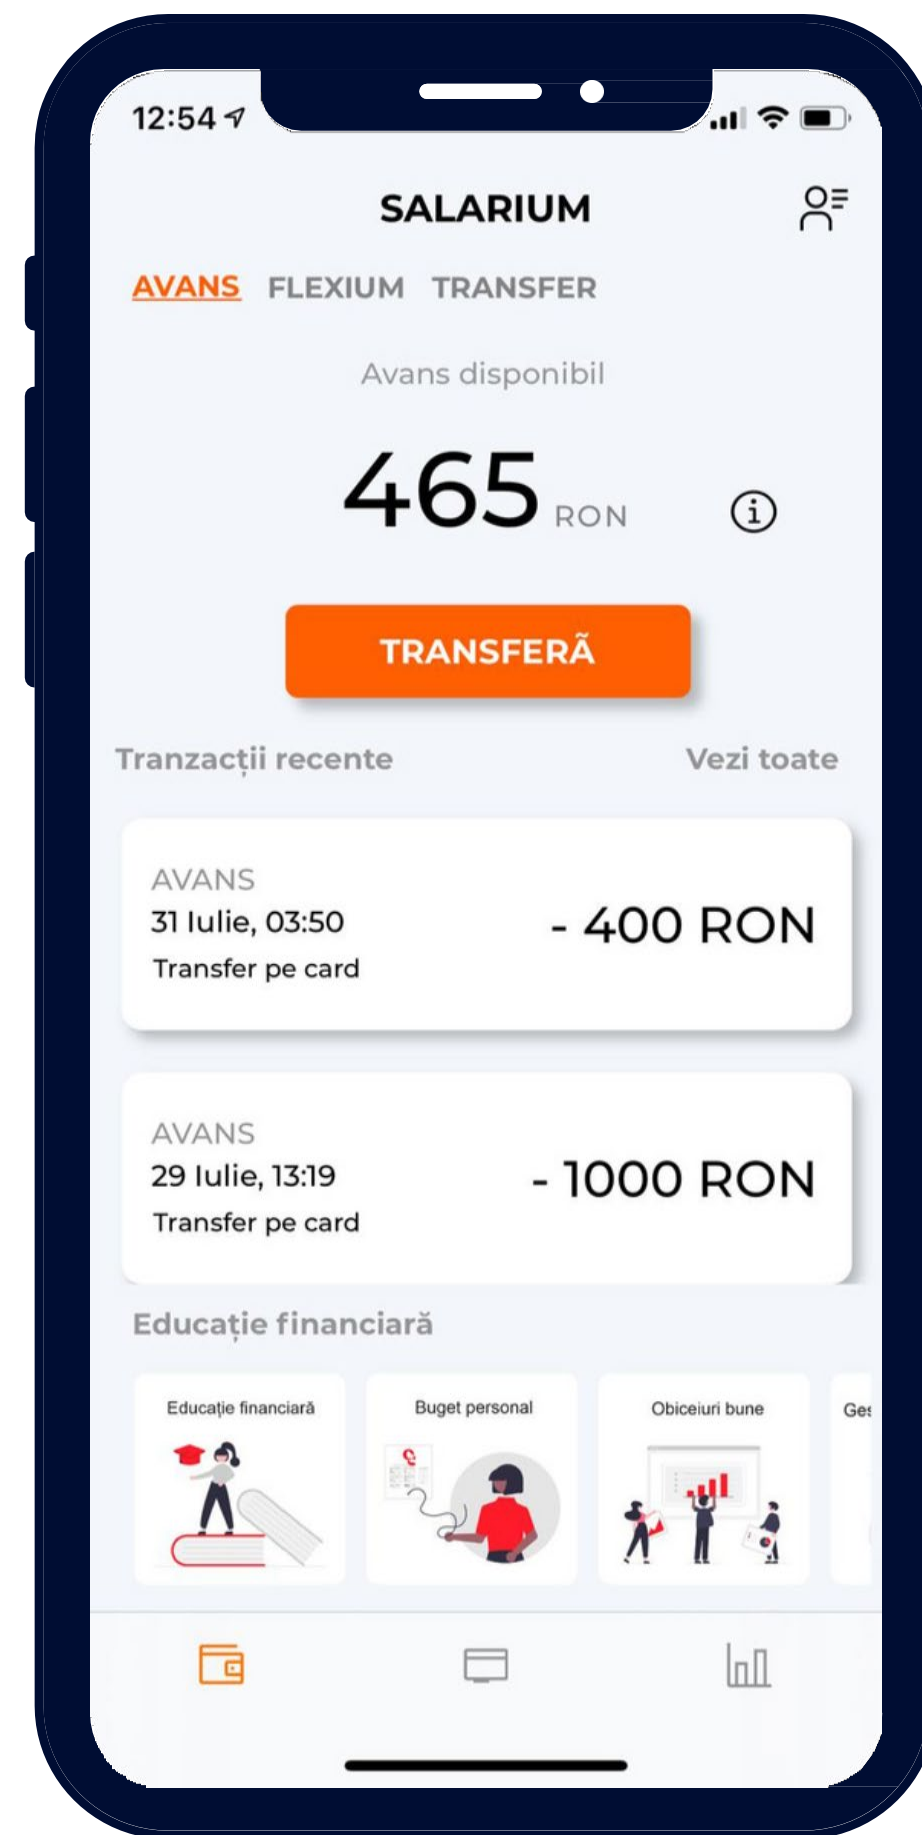 12:54
SALARIUM
AVANS FLEXIUM TRANSFER
Avans disponibil
465 RON
TRANSFERÃ
Tranzacții recente Vezi toate
AVANS
31 Iulie, 03:50
- 400 RON
Transfer pe card
AVANS
29 Iulie, 13:19
- 1000 RON
Transfer pe card
Educație financiară
Educație financiară Buget personal Obiceiuri bune Ges